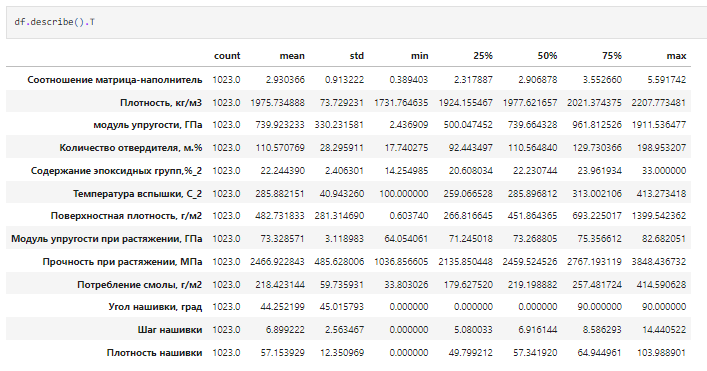 df.describe().T
count mean std min 25% 50% 75% max
Соотношение матрица-наполнитель 1023.0 2.930366 0.913222 0.389403 2.317887 2.906878 3.552660 5.591742
Плотность, кг/м3 1023.0 1975.734888 73.729231 1731.764635 1924.155467 1977.621657 2021.374375 2207.773481
модуль упругости, ГПа 1023.0 739.923233 330.231581 2.436909 500.047452 739.664328 961.812526 1911.536477
Количество отвердителя, м.% 1023.0 110.570769 28.295911 17.740275 92.443497 110.564840 129.730366 198.953207
Содержание эпоксидных групп,%_2 1023.0 22.244390 2.406301 14.254985 20.608034 22.230744 23.961934 33.000000
Температура вспышки, С_2 1023.0 285.882151 40.943260 100.000000 259.066528 285.896812 313.002106 413.273418
Поверхностная плотность, г/м2 1023.0 482.731833 281.314690 0.603740 266.816645 451.864365 693.225017 1399.542362
Модуль упругости при растяжении, ГПа 1023.0 73.328571 3.118983 64.054061 71.245018 73.268805 75.356612 82.682051
Прочность при растяжении, МПа 1023.0 2466.922843 485.628006 1036.856605 2135.850448 2459.524526 2767.193119 3848.436732
Потребление смолы, г/м2 1023.0 218.423144 59.735931 33.803026 179.627520 219.198882 257.481724 414.590628
Угол нашивки, град 1023.0 44.252199 45.015793 0.000000 0.000000 0.000000 90.000000 90.000000
Шаг нашивки 1023.0 6.899222 2.563467 0.000000 5.080033 6.916144 8.586293 14.440522
Плотность нашивки 1023.0 57.153929 12.350969 0.000000 49.799212 57.341920 64.944961 103.988901